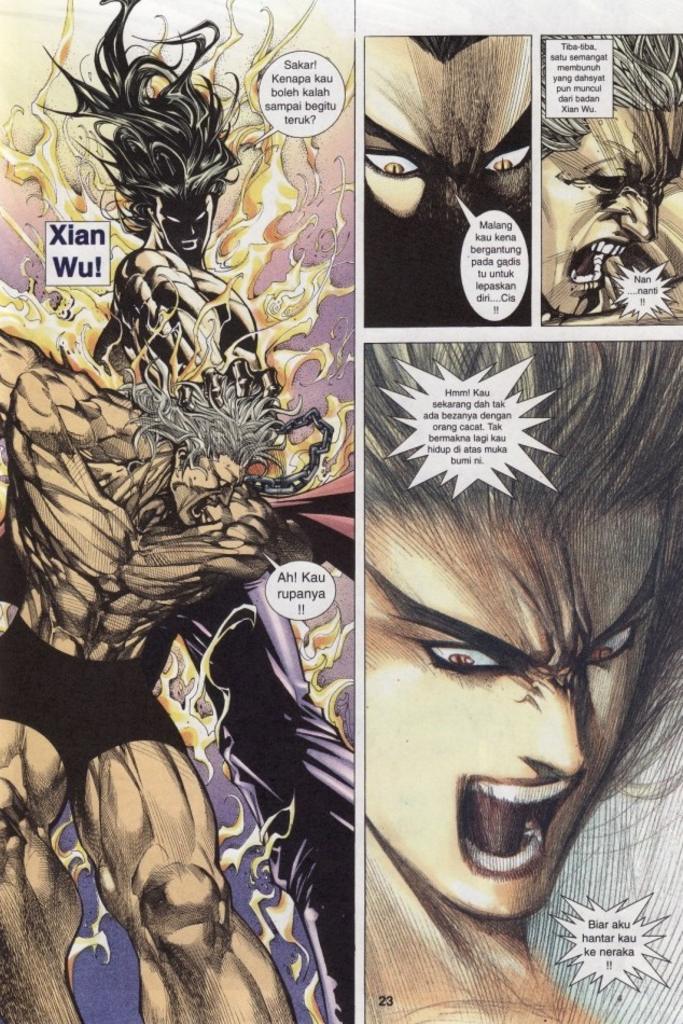 Sakar!
Kenapa kau
boleh kalah
sampai begitu
teruk?
Xian
Wu!
Ah! Kau
rupanya
!!
Malang
kau kena
bergantung
pada gadis
tu untuk
lepaskan
diri....Cis
!!
Tiba-tiba,
satu semangat
membunuh
yang dahsyat
pun muncul
dari badan
Xian Wu.
Nan
....nanti
!!
Hmm! Kau
sekarang dah tak
ada bezanya dengan
orang cacat. Tak
bermakna lagi kau
hidup di atas muka
bumi ni.
Biar aku
hantar kau
ke neraka
!!
23